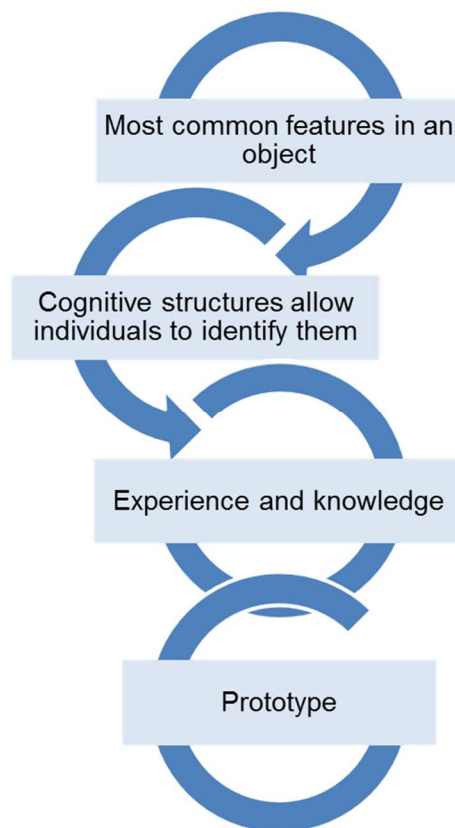 Most common features in an
object
Cognitive structures allow
individuals to identify them
Experience and knowledge
Prototype